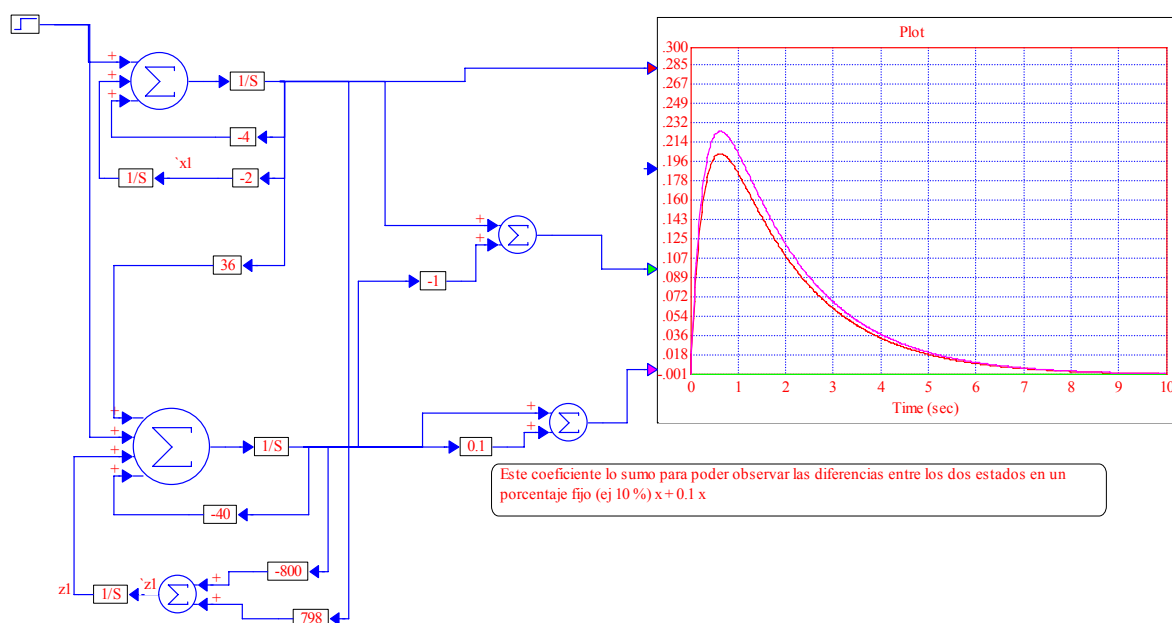 Plot
.300
.285
.267
.249
.232
.214
.196
.178
.160
.143
.125
.107
.089
.072
.054
.036
.018
-.001
0 1 2 3 4 5 6 7 8 9 10
Time (sec)
+
+
+
Σ
1/S
-4
`x1
1/S
-2
36
+
+
Σ
-1
+
+
+
+
Σ
1/S
+
+
Σ
0.1
-40
Este coeficiente lo sumo para poder observar las diferencias entre los dos estados en un
porcentaje fijo (ej 10 %) x + 0.1 x
z1
1/S
`z1
Σ
+
+
-800
798